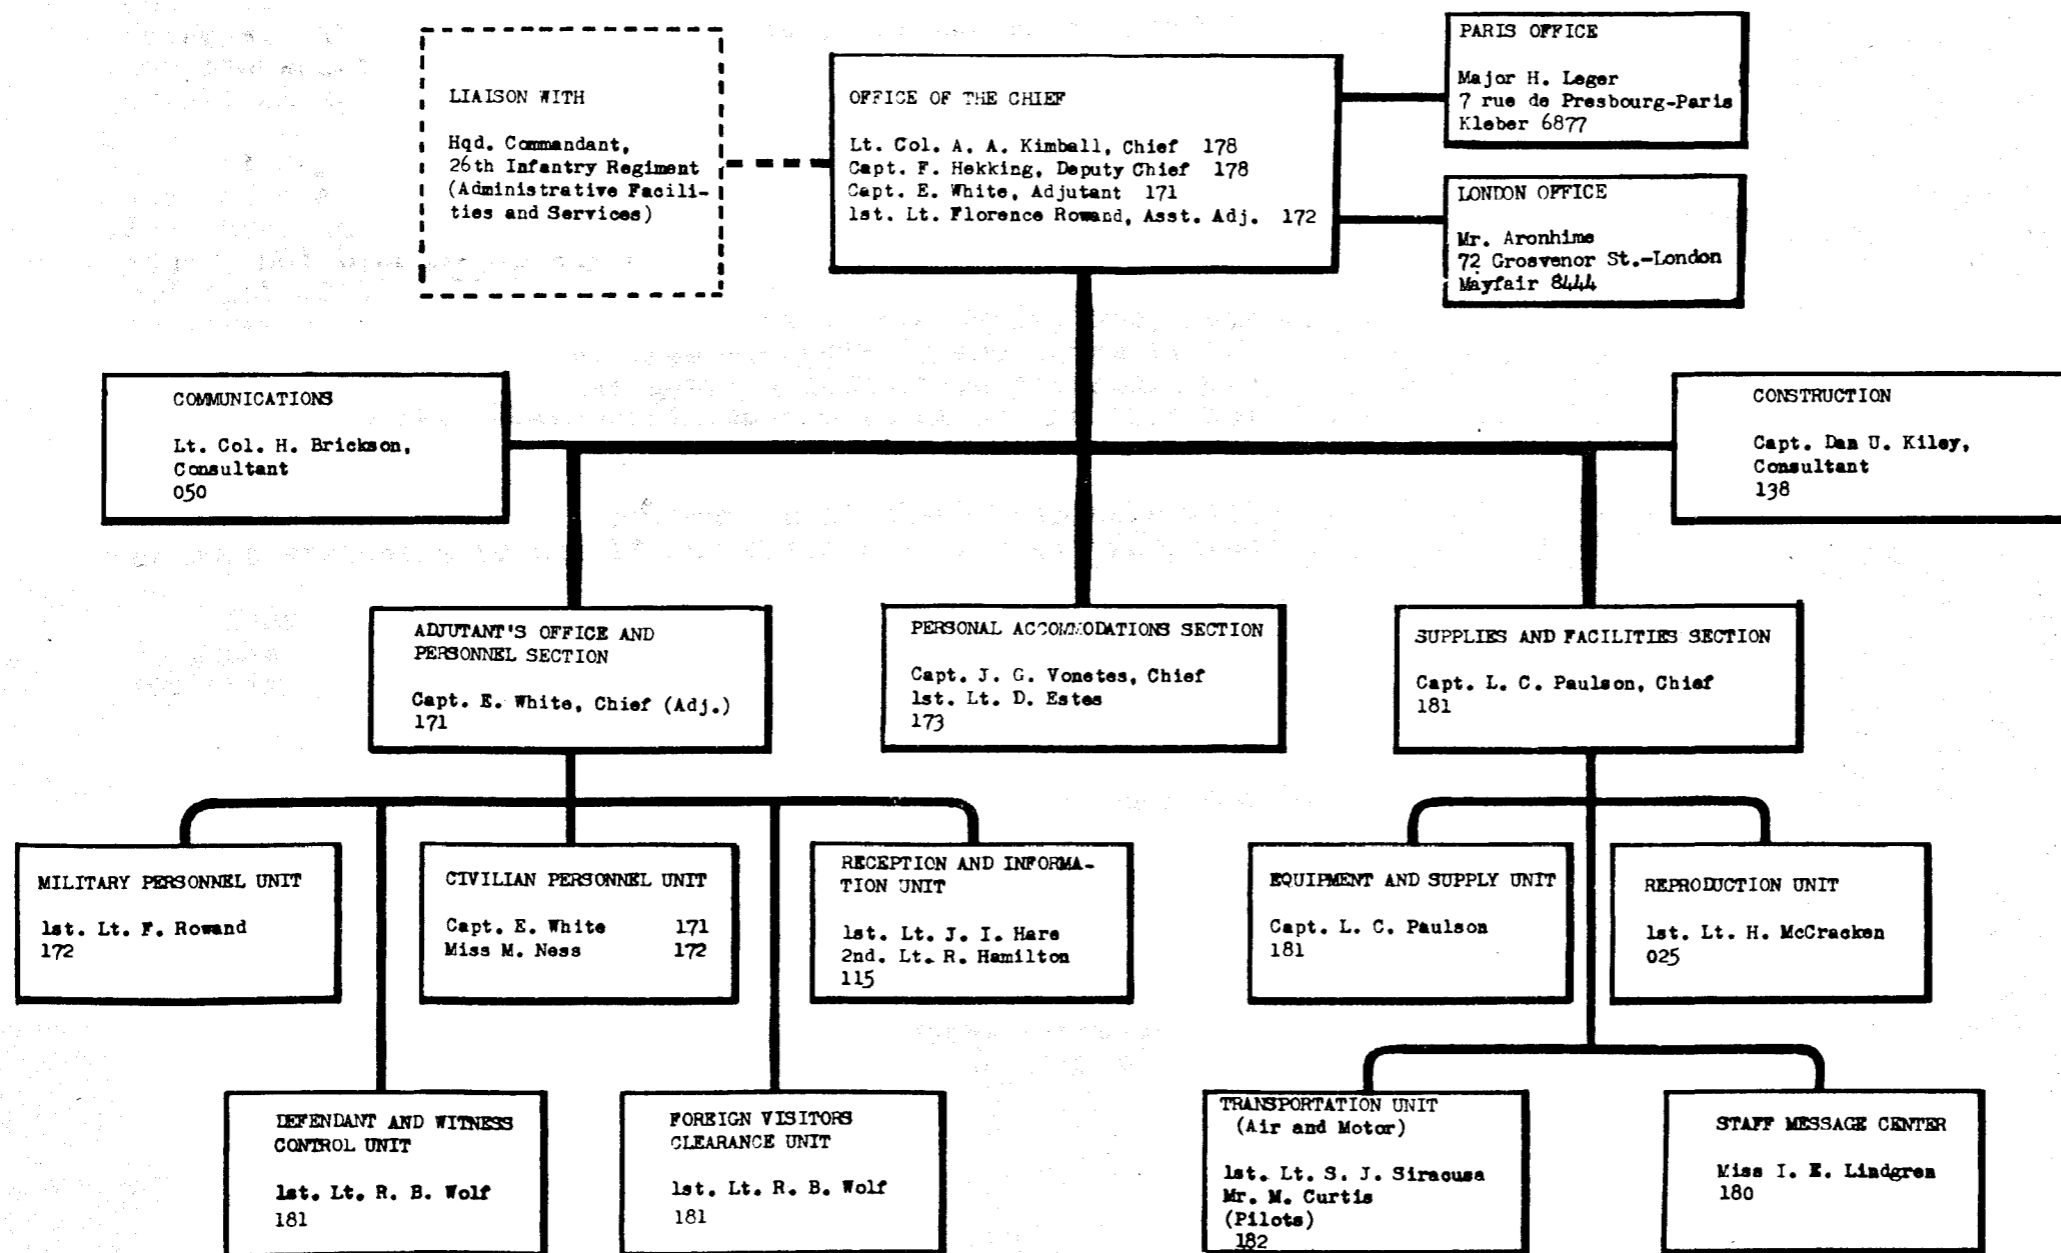 LIAISON WITH
Hqd. Commandant,
26th Infantry Regiment
(Administrative Facili-
ties and Services)
OFFICE OF THE CHIEF
Lt. Col. A. A. Kimball, Chief 178
Capt. F. Hekking, Deputy Chief 178
Capt. E. White, Adjutant 171
1st. Lt. Florence Rowand, Asst. Adj. 172
PARIS OFFICE
Major H. Leger
7 rue de Presbourg-Paris
Kleber 6877
LONDON OFFICE
Mr. Aronhime
72 Grosvenor St.-London
Mayfair 8444
COMMUNICATIONS
Lt. Col. H. Brickson,
Consultant
050
CONSTRUCTION
Capt. Dan U. Kiley,
Consultant
138
ADJUTANT'S OFFICE AND
PERSONNEL SECTION
Capt. E. White, Chief (Adj.)
171
PERSONAL ACCOMMODATIONS SECTION
Capt. J. G. Vonetes, Chief
1st. Lt. D. Estes
173
SUPPLIES AND FACILITIES SECTION
Capt. L. C. Paulson, Chief
181
MILITARY PERSONNEL UNIT
1st. Lt. F. Rowand
172
CIVILIAN PERSONNEL UNIT
Capt. E. White 171
Miss M. Ness 172
RECEPTION AND INFORMA-
TION UNIT
1st. Lt. J. I. Hare
2nd. Lt. R. Hamilton
115
EQUIPMENT AND SUPPLY UNIT
Capt. L. C. Paulson
181
REPRODUCTION UNIT
1st. Lt. H. McCracken
025
DEFENDANT AND WITNESS
CONTROL UNIT
1st. Lt. R. B. Wolf
181
FOREIGN VISITORS
CLEARANCE UNIT
1st. Lt. R. B. Wolf
181
TRANSPORTATION UNIT
(Air and Motor)
1st. Lt. S. J. Siracusa
Mr. M. Curtis
(Pilots)
182
STAFF MESSAGE CENTER
Miss I. E. Lindgren
180